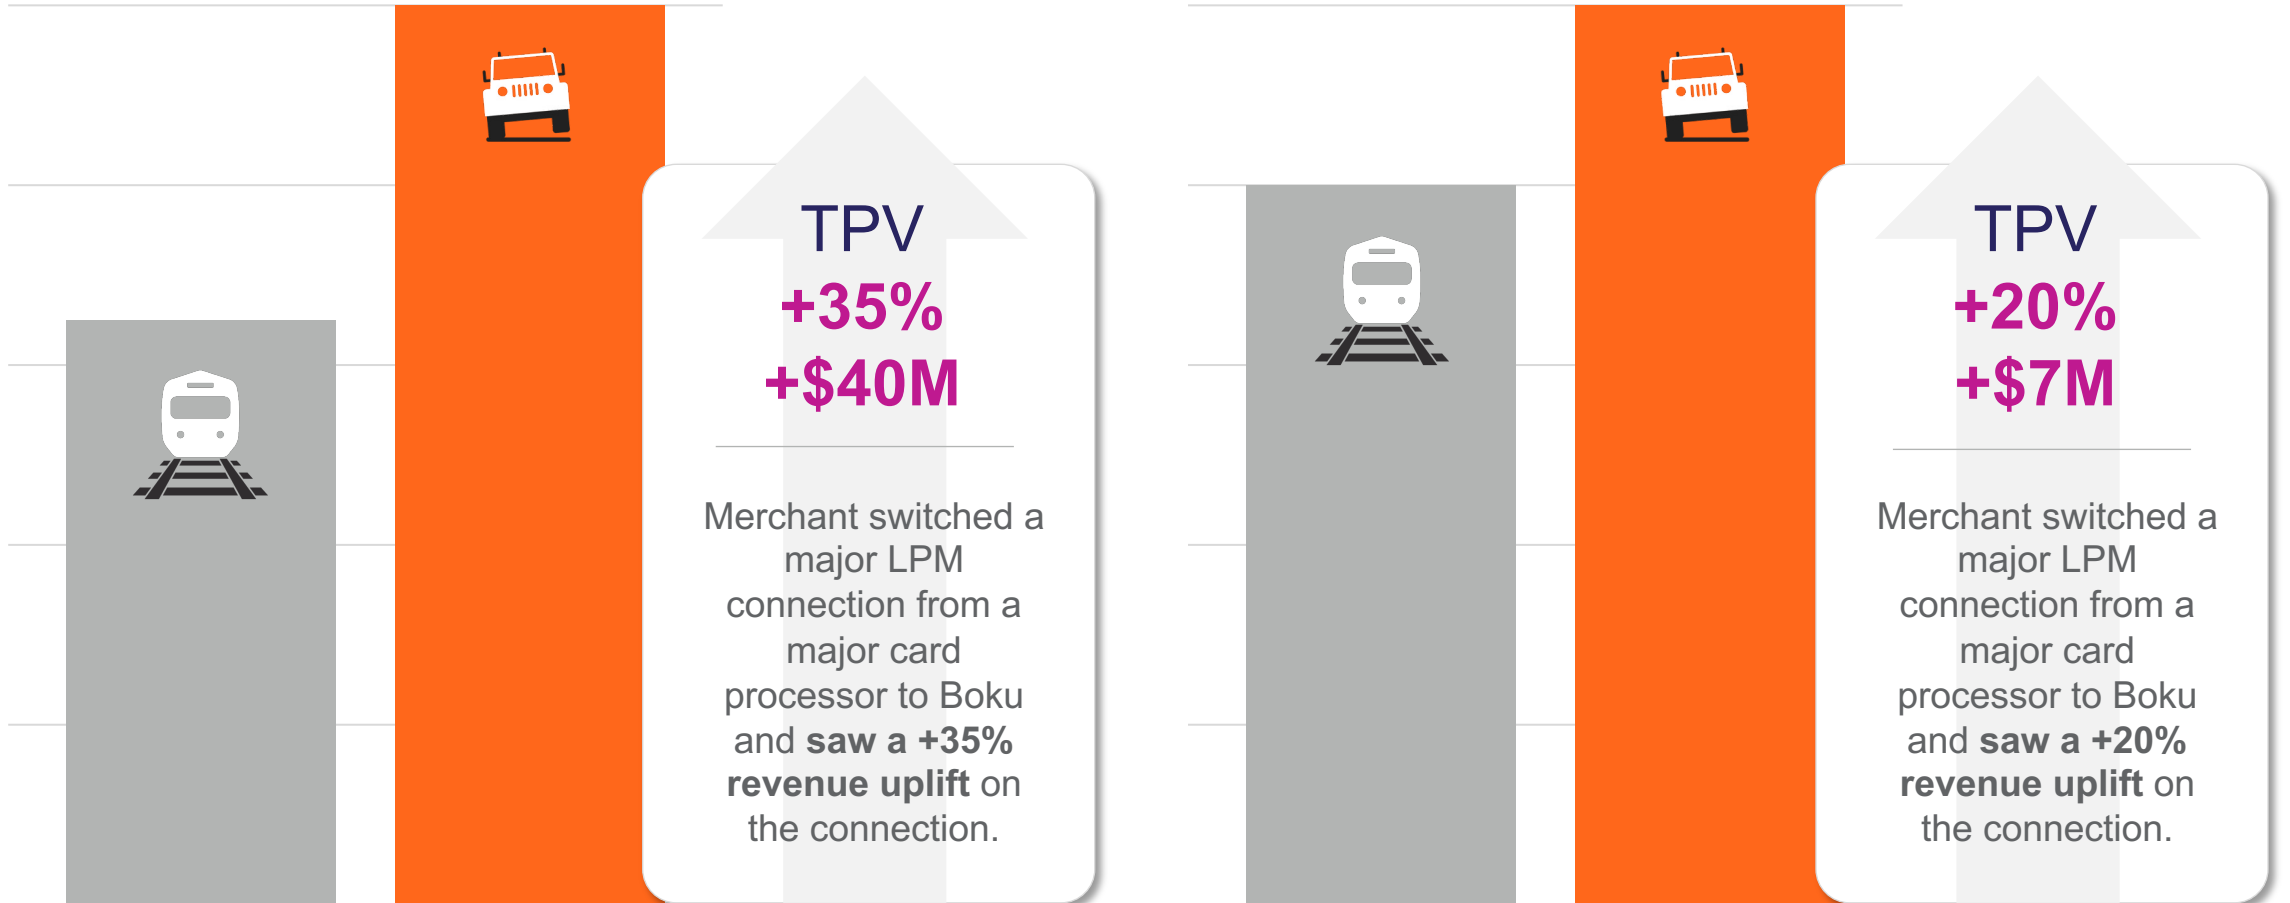 TPV
+35%
+$40M
Merchant switched a
major LPM
connection from a
major card
processor to Boku
and saw a +35%
revenue uplift on
the connection.
TPV
+20%
+$7M
Merchant switched a
major LPM
connection from a
major card
processor to Boku
and saw a +20%
revenue uplift on
the connection.